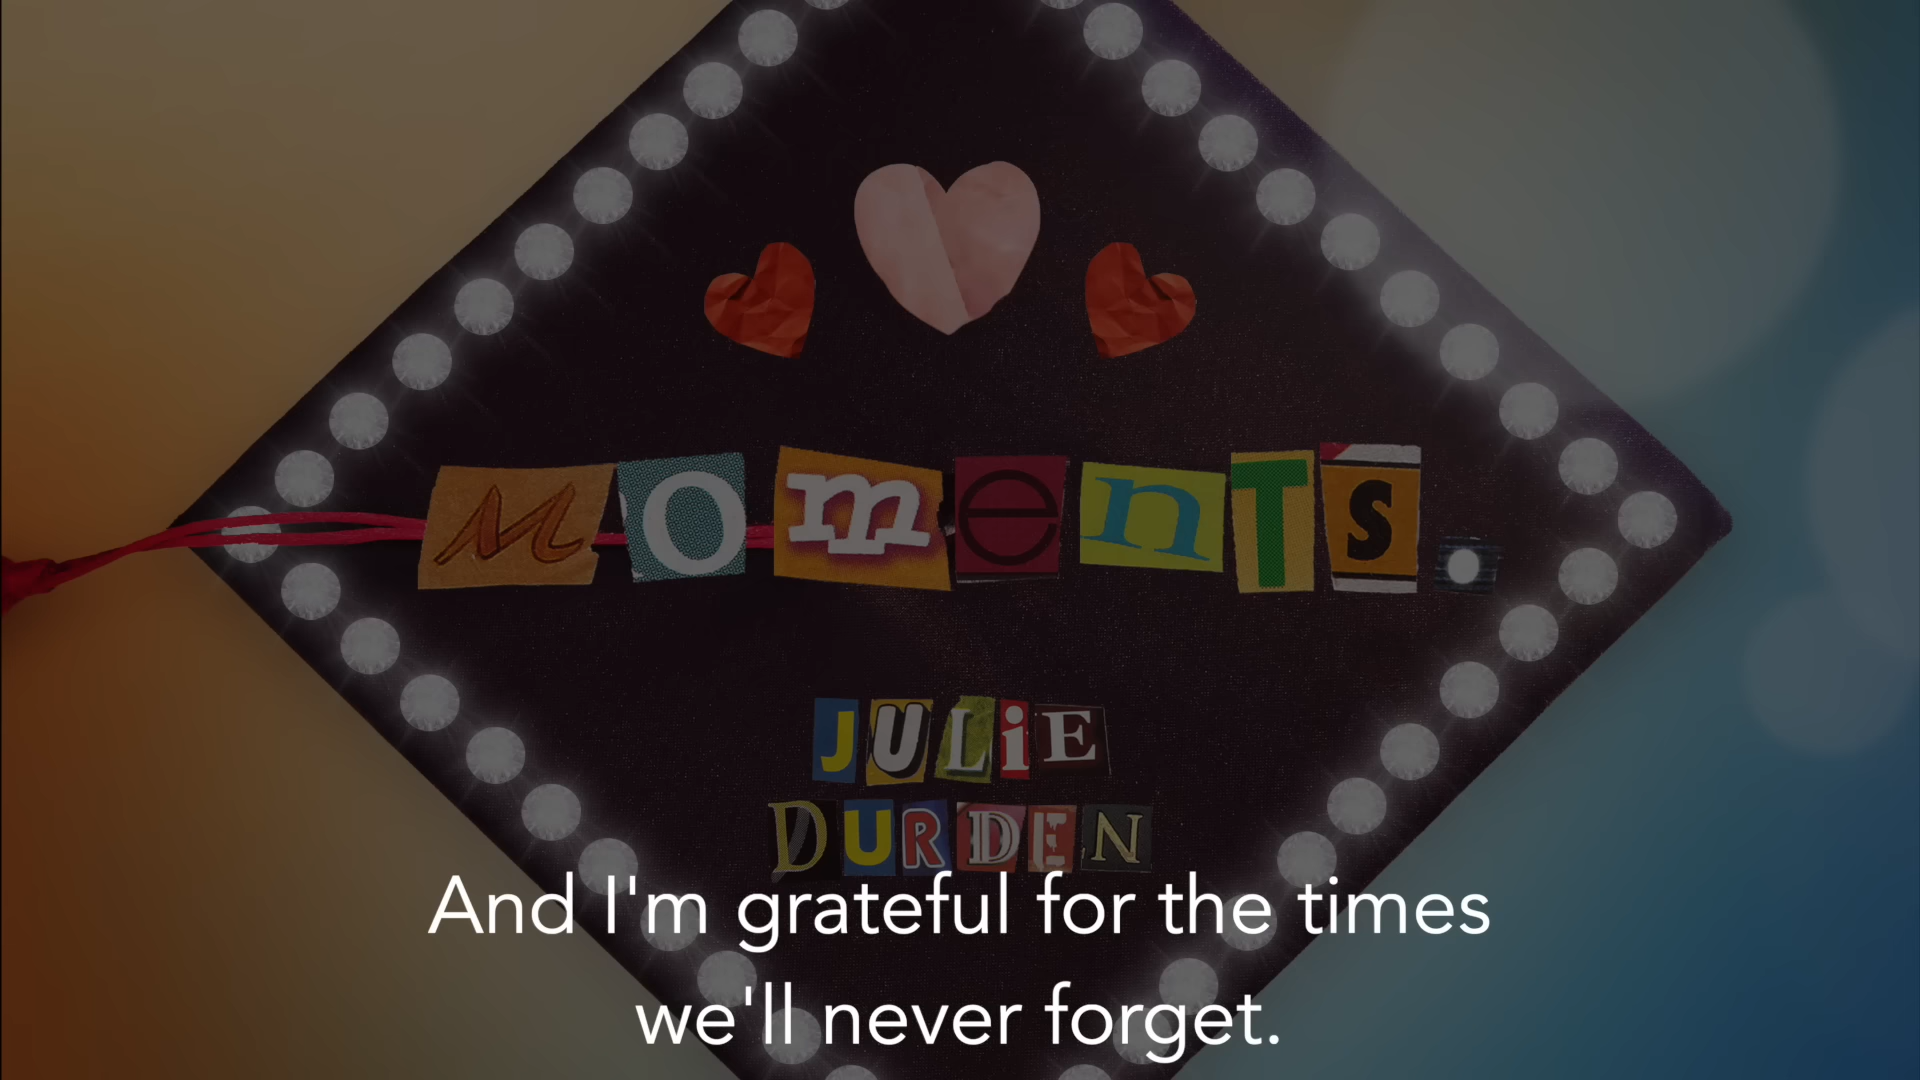 Moments.
JULiE
DURDEN
And I'm grateful for the times
we'll never forget.